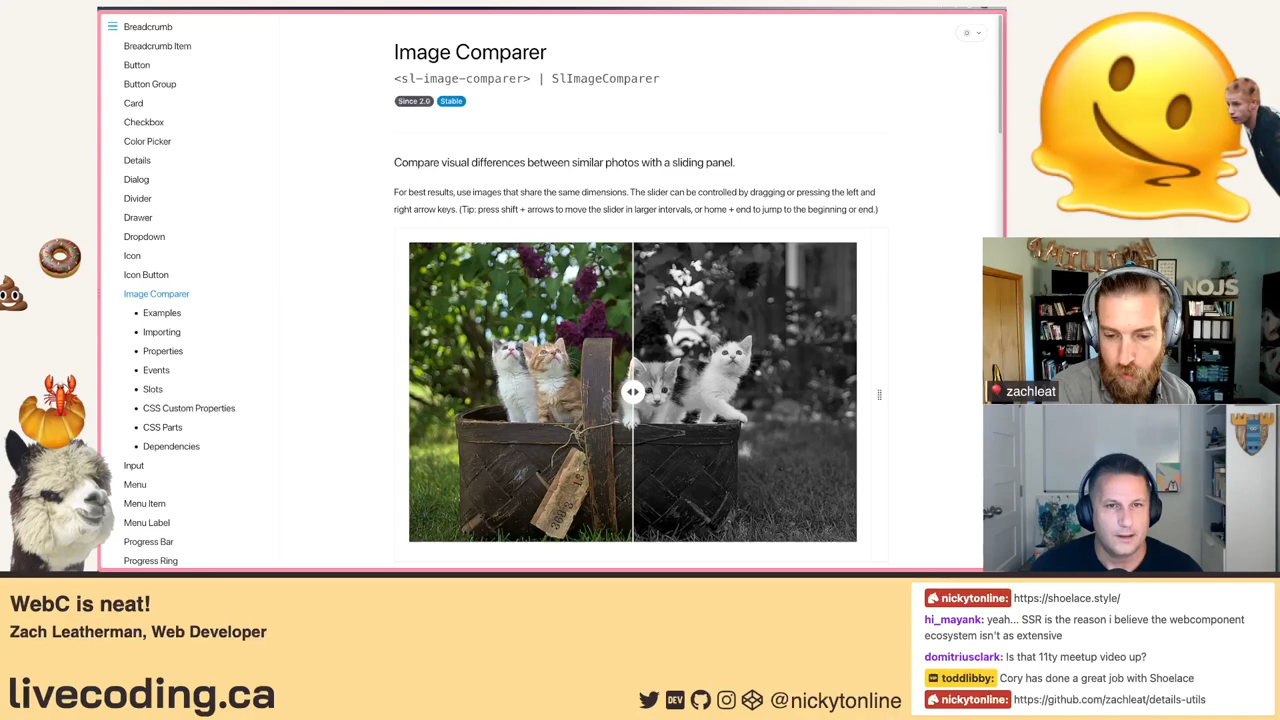 Breadcrumb
Breadcrumb Item
Button
Button Group
Card
Checkbox
Color Picker
Details
Dialog
Divider
Drawer
Dropdown
Icon
Icon Button
Image Comparer
Examples
Importing
Properties
Events
Slots
CSS Custom Properties
CSS Parts
Dependencies
Input
Menu
Menu Item
Menu Label
Progress Bar
Progress Ring
Image Comparer
<sl-image-comparer> | SlImageComparer
Since 2.0 Stable
Compare visual differences between similar photos with a sliding panel.
For best results, use images that share the same dimensions. The slider can be controlled by dragging or pressing the left and
right arrow keys. (Tip: press shift + arrows to move the slider in larger intervals, or home + end to jump to the beginning or end.)
NOJS
zachleat
WebC is neat!
Zach Leatherman, Web Developer
livecoding.ca
DEV
@nickytonline
nickytonline: https://shoelace.style/
hi_mayank: yeah... SSR is the reason i believe the webcomponent
ecosystem isn't as extensive
domitriusclark: Is that 11ty meetup video up?
toddlibby: Cory has done a great job with Shoelace
nickytonline: https://github.com/zachleat/details-utils